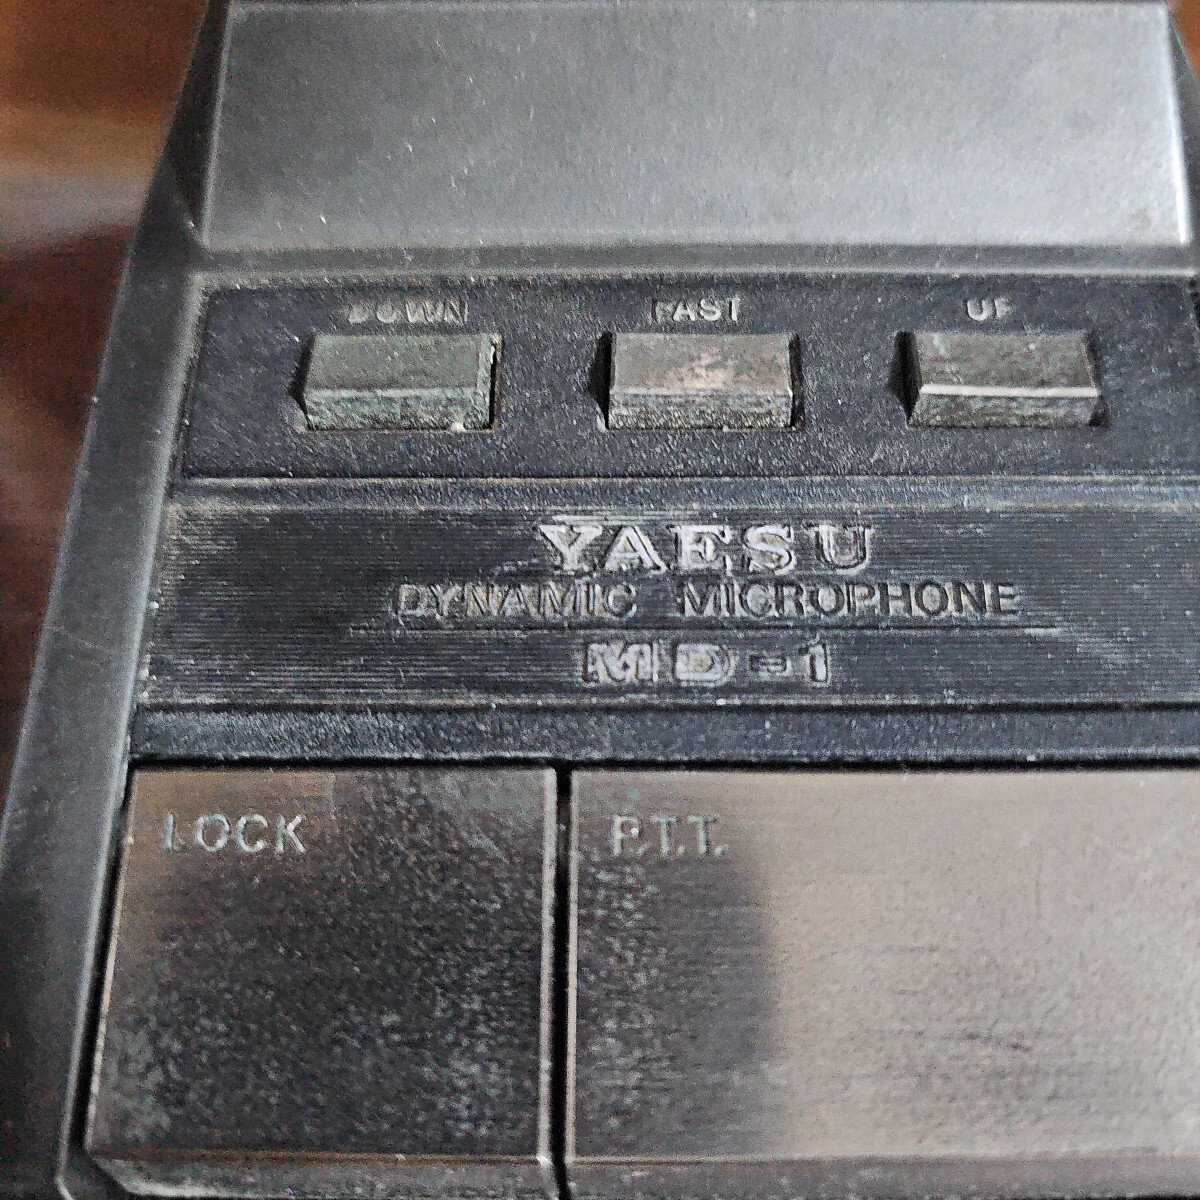 DOWN FAST UP
YAESU
DYNAMIC MICROPHONE
MD-1
LOCK P.T.T.